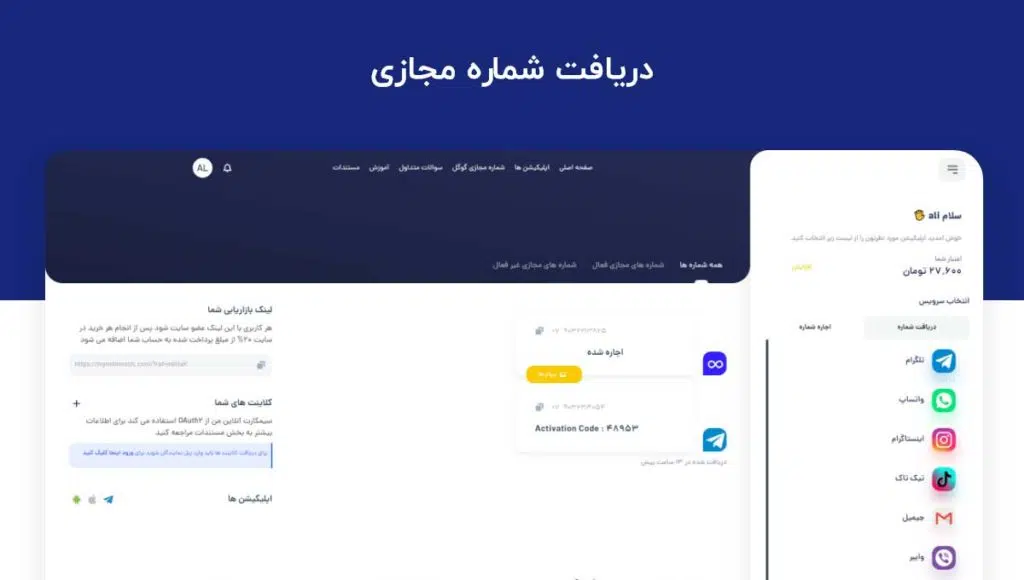 دریافت شماره مجازی
صفحه اصلی اپلیکیشن ها شماره مجازی گوگل سوالات متداول آموزش مستندات
AL
سلام ali
خوش آمدید، اپلیکیشن مورد نظرتون را از لیست زیر انتخاب کنید.
اعتبار شما
۲۷,۶۰۰ تومان
افزایش
انتخاب سرویس
دریافت شماره
اجاره شماره
تلگرام
واتساپ
اینستاگرام
تیک تاک
جیمیل
وایبر
همه شماره ها
شماره های مجازی فعال
شماره های مجازی غیر فعال
اجاره شده
Activation Code : ۴۸۹۵۳
دریافت شده در ۲۳ ساعت پیش
لینک بازاریابی شما
هر کاربری با این لینک عضو سایت شود پس از انجام هر خرید در
سایت ۲۰% از مبلغ پرداخت شده به حساب شما اضافه می شود
کلاینت های شما
+
سیمکارت آنلاین من از OAuth2 استفاده می کند برای اطلاعات
بیشتر به بخش مستندات مراجعه کنید.
برای دریافت کلاینت ها باید وارد پنل نمایندگان شوید، برای ورود اینجا کلیک کنید
اپلیکیشن ها